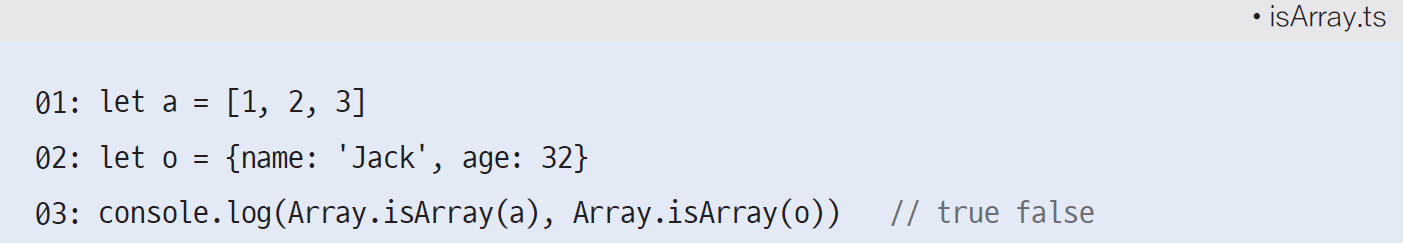 • isArray.ts
01: let a = [1, 2, 3]
02: let o = {name: 'Jack', age: 32}
03: console.log(Array.isArray(a), Array.isArray(o))   // true false